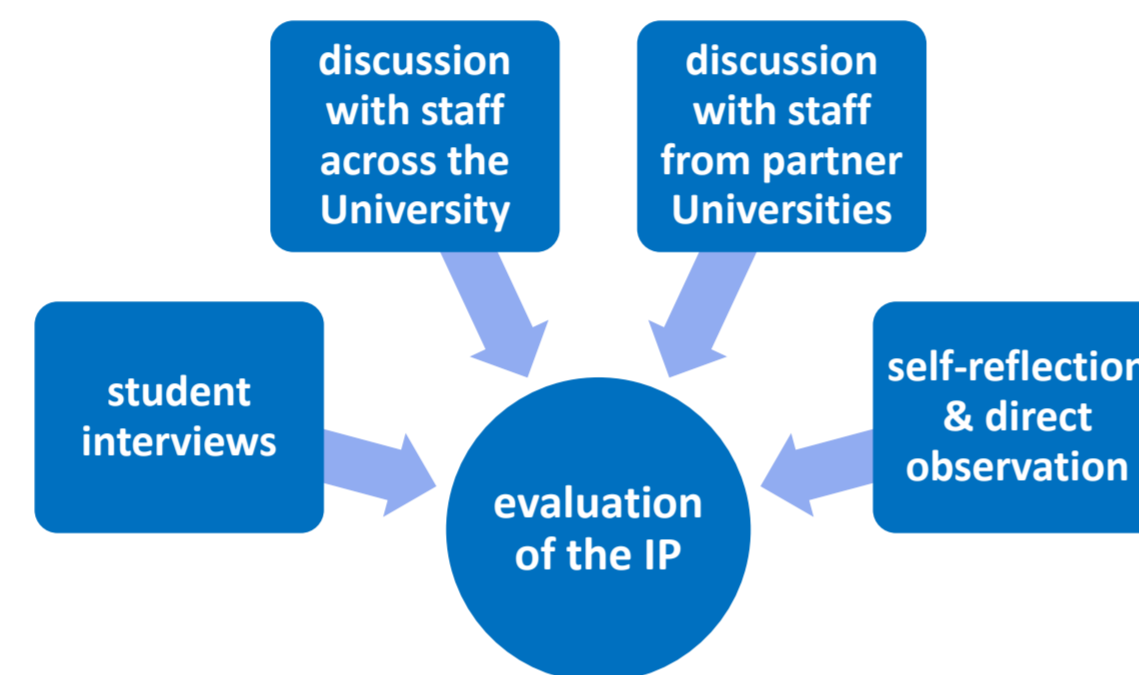 discussion
with staff
across the
University
discussion
with staff
from partner
Universities
student
interviews
self-reflection
& direct
observation
evaluation
of the IP